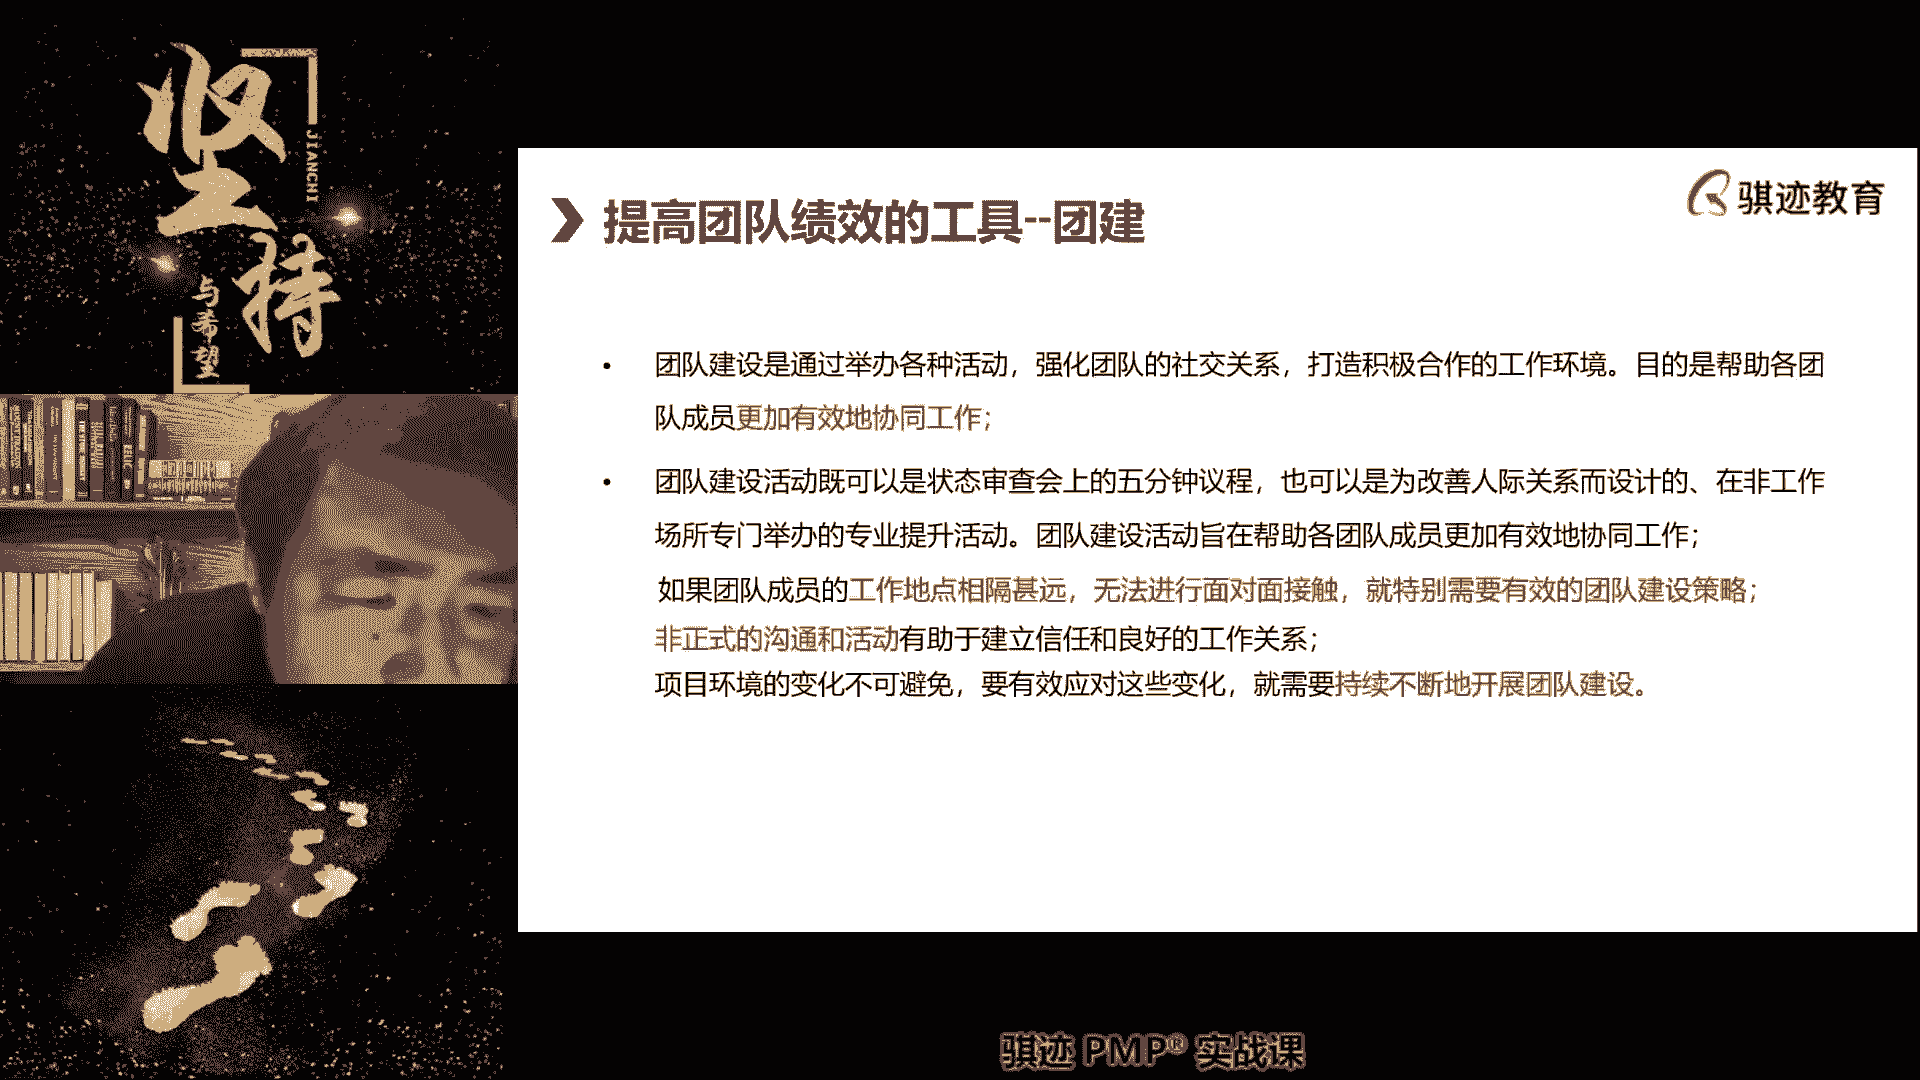 坚持
JIANCHI
与希望
骐迹教育
提高团队绩效的工具--团建
• 团队建设是通过举办各种活动，强化团队的社交关系，打造积极合作的工作环境。目的是帮助各团
队成员更加有效地协同工作；
• 团队建设活动既可以是状态审查会上的五分钟议程，也可以是为改善人际关系而设计的、在非工作
场所专门举办的专业提升活动。团队建设活动旨在帮助各团队成员更加有效地协同工作；
如果团队成员的工作地点相隔甚远，无法进行面对面接触，就特别需要有效的团队建设策略；
非正式的沟通和活动有助于建立信任和良好的工作关系；
项目环境的变化不可避免，要有效应对这些变化，就需要持续不断地开展团队建设。
骐迹 PMP® 实战课